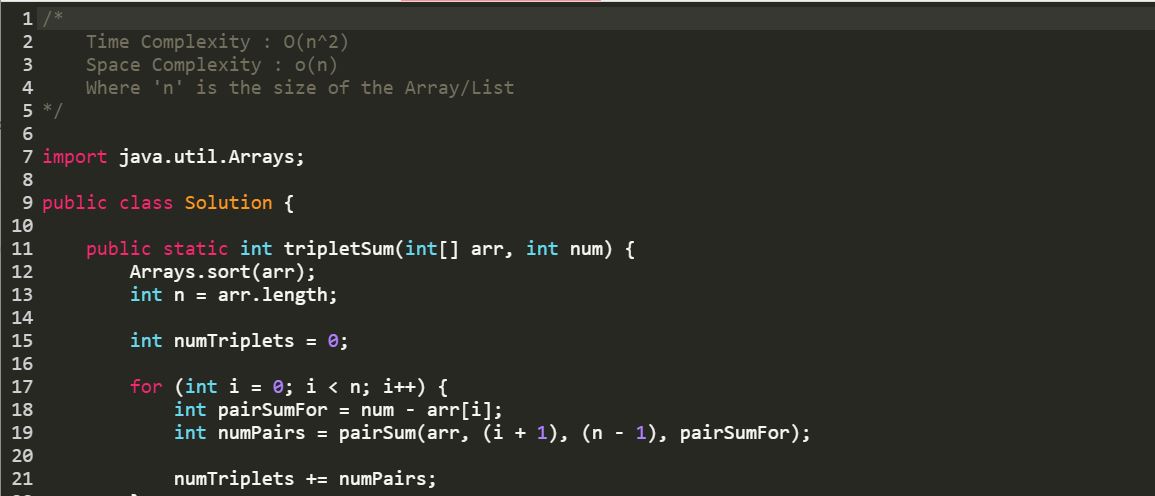 1 /*
2     Time Complexity : O(n^2)
3     Space Complexity : o(n)
4     Where 'n' is the size of the Array/List
5 */
6
7 import java.util.Arrays;
8
9 public class Solution {
10
11     public static int tripletSum(int[] arr, int num) {
12         Arrays.sort(arr);
13         int n = arr.length;
14
15         int numTriplets = 0;
16
17         for (int i = 0; i < n; i++) {
18             int pairSumFor = num - arr[i];
19             int numPairs = pairSum(arr, (i + 1), (n - 1), pairSumFor);
20
21             numTriplets += numPairs;